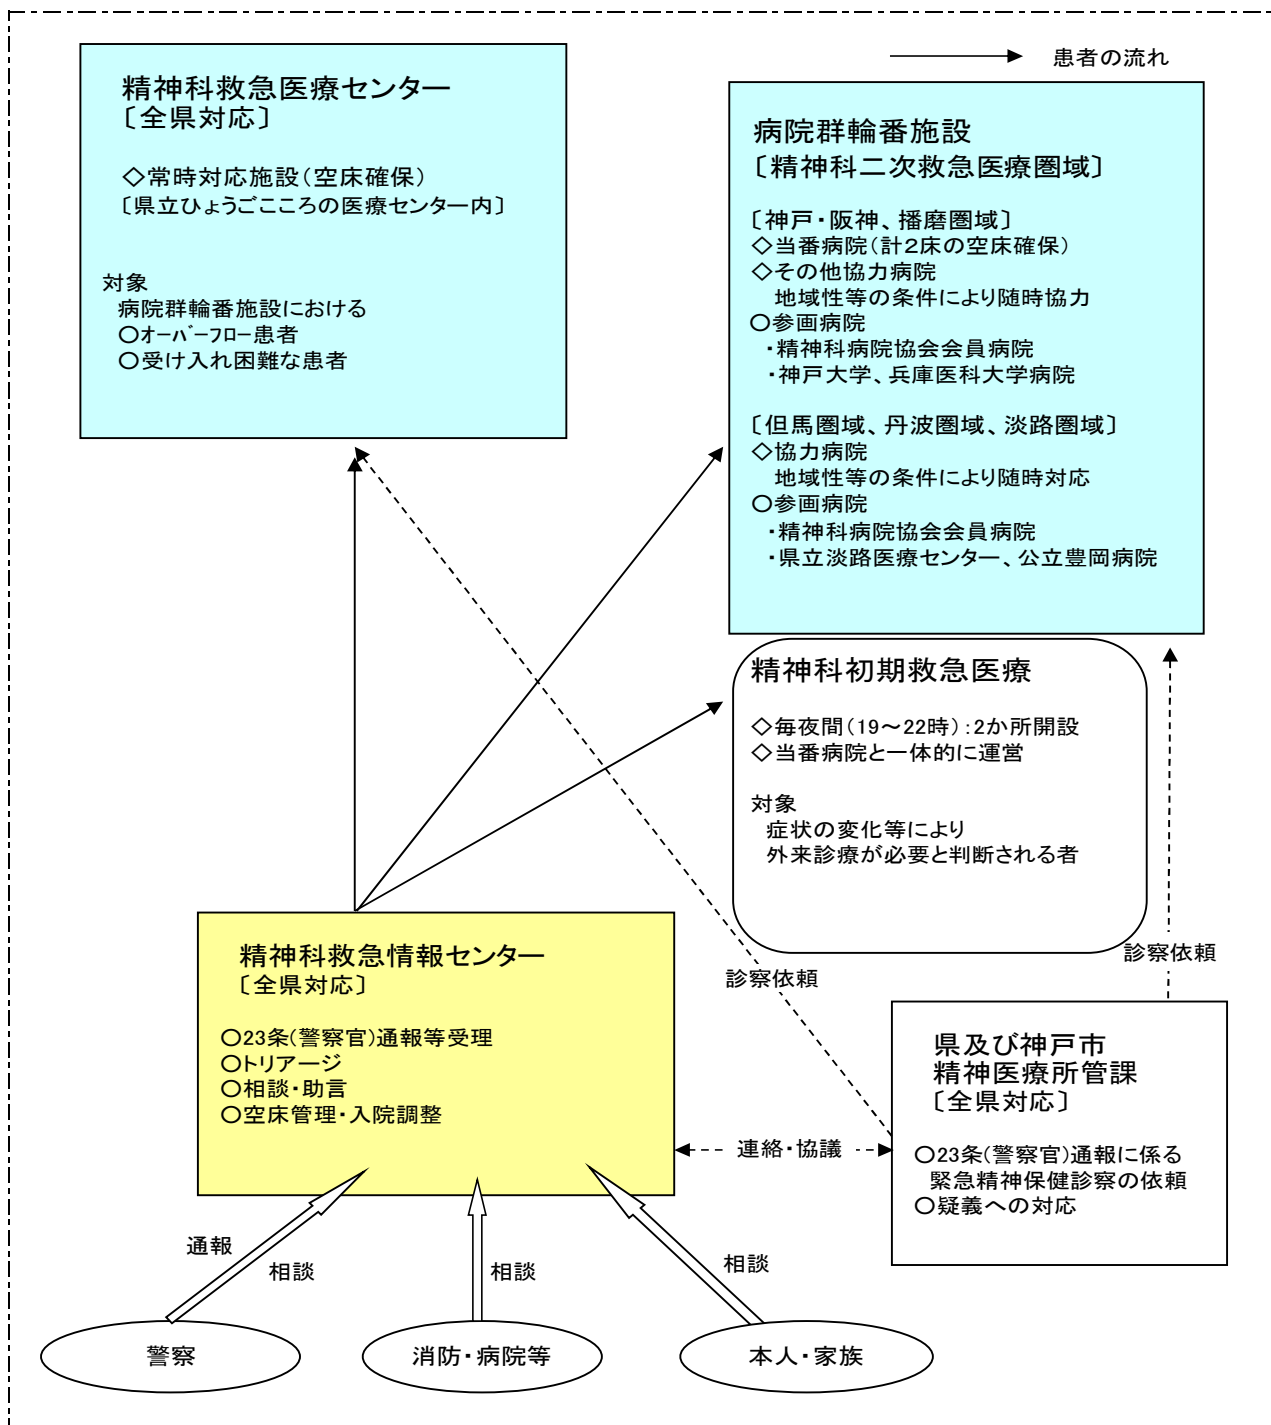 患者の流れ
精神科救急医療センター
〔全県対応〕
◇常時対応施設(空床確保)
〔県立ひょうごこころの医療センター内〕
対象
病院群輪番施設における
○オーバーフロー患者
○受け入れ困難な患者
病院群輪番施設
〔精神科二次救急医療圏域〕
〔神戸・阪神、播磨圏域〕
◇当番病院(計2床の空床確保)
◇その他協力病院
地域性等の条件により随時協力
○参画病院
・精神科病院協会会員病院
・神戸大学、兵庫医科大学病院
〔但馬圏域、丹波圏域、淡路圏域〕
◇協力病院
地域性等の条件により随時対応
○参画病院
・精神科病院協会会員病院
・県立淡路医療センター、公立豊岡病院
精神科初期救急医療
◇毎夜間(19～22時):2か所開設
◇当番病院と一体的に運営
対象
症状の変化等により
外来診療が必要と判断される者
診察依頼
診察依頼
精神科救急情報センター
〔全県対応〕
○23条(警察官)通報等受理
○トリアージ
○相談・助言
○空床管理・入院調整
連絡・協議
県及び神戸市
精神医療所管課
〔全県対応〕
○23条(警察官)通報に係る
緊急精神保健診察の依頼
○疑義への対応
通報
相談
相談
相談
警察
消防・病院等
本人・家族